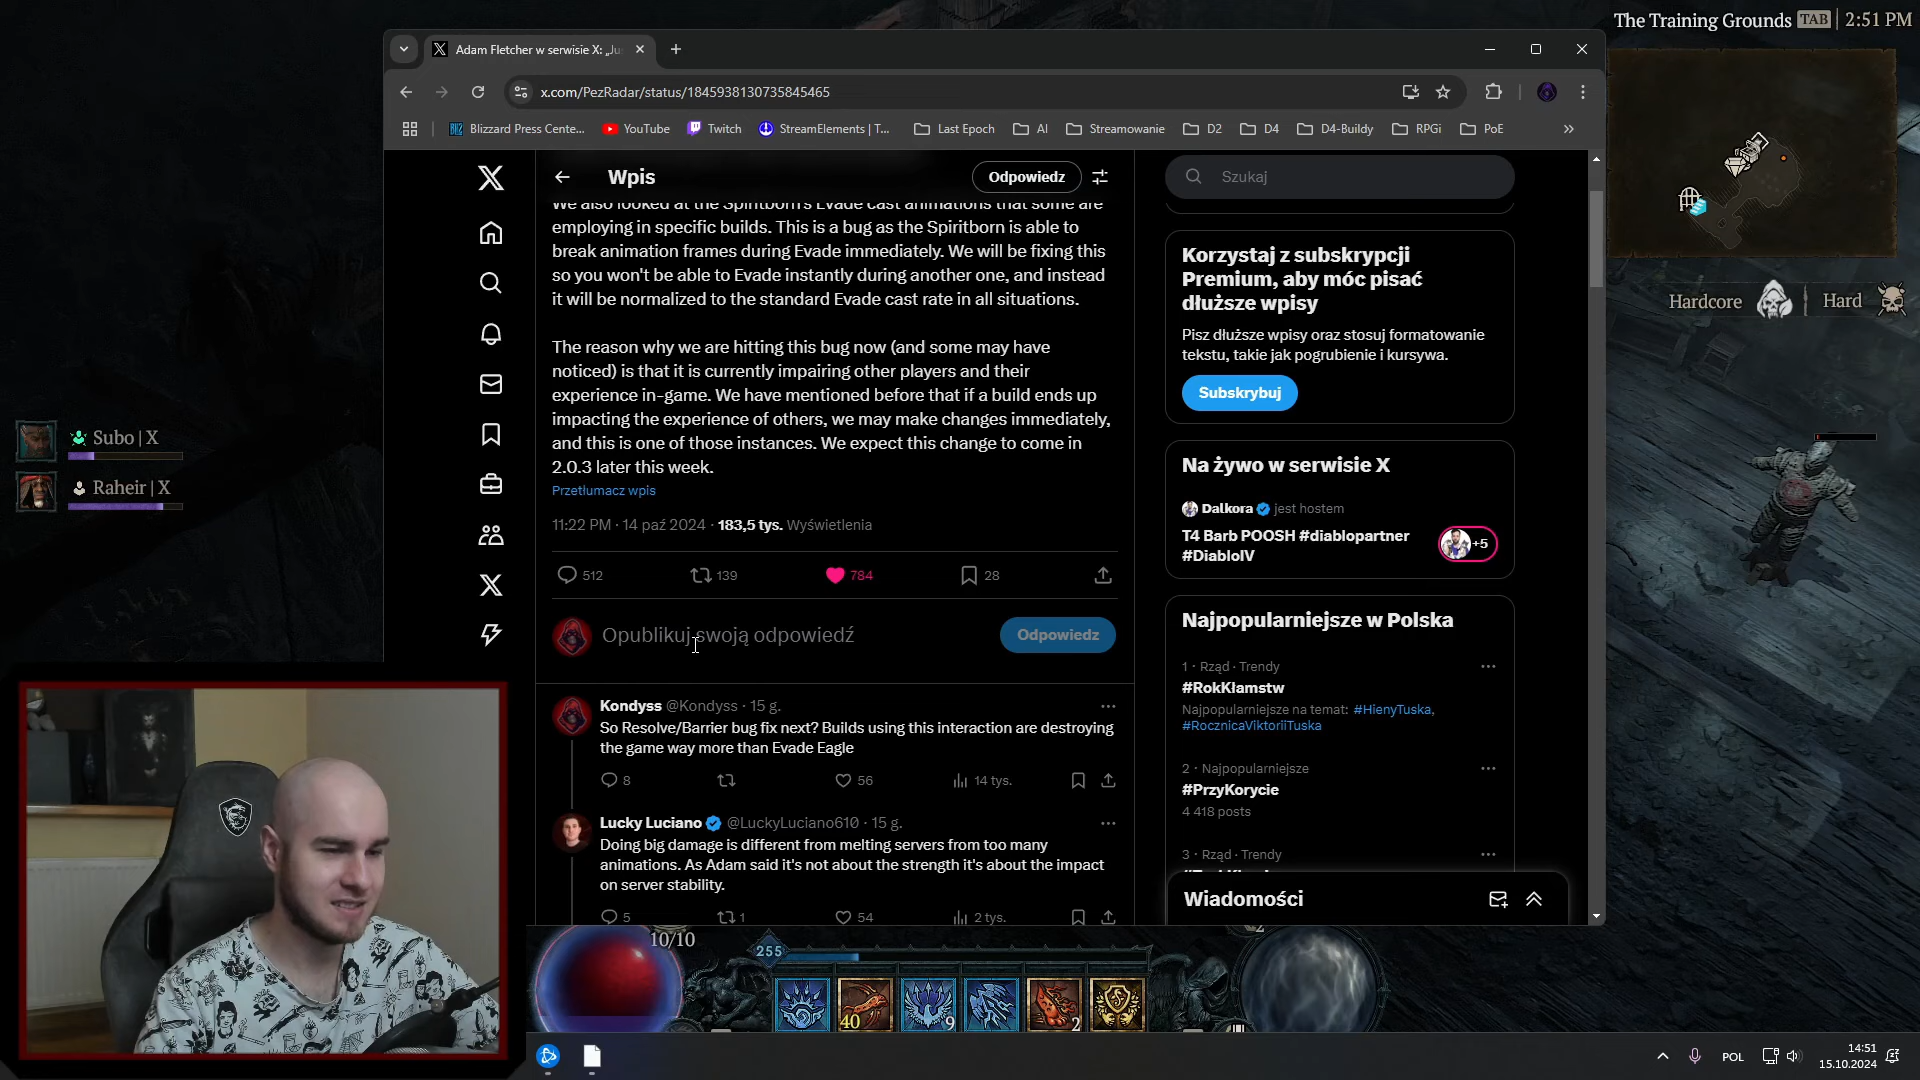 The Training Grounds TAB 2:51 PM
Adam Fletcher w serwisie X: „Ju
x.com/PezRadar/status/1845938130735845465
Blizzard Press Cente...
YouTube
Twitch
StreamElements | T...
Last Epoch
AI
Streamowanie
D2
D4
D4-Buildy
RPGi
PoE
Wpis
Odpowiedz
We also looked at the Spiritborn's Evade cast animations that some are
employing in specific builds. This is a bug as the Spiritborn is able to
break animation frames during Evade immediately. We will be fixing this
so you won't be able to Evade instantly during another one, and instead
it will be normalized to the standard Evade cast rate in all situations.
The reason why we are hitting this bug now (and some may have
noticed) is that it is currently impairing other players and their
experience in-game. We have mentioned before that if a build ends up
impacting the experience of others, we may make changes immediately,
and this is one of those instances. We expect this change to come in
2.0.3 later this week.
Przetłumacz wpis
11:22 PM · 14 paź 2024 · 183,5 tys. Wyświetlenia
512
139
784
28
Opublikuj swoją odpowiedź
Odpowiedz
Kondyss @Kondyss · 15 g.
So Resolve/Barrier bug fix next? Builds using this interaction are destroying
the game way more than Evade Eagle
8
56
14 tys.
Lucky Luciano @LuckyLuciano610 · 15 g.
Doing big damage is different from melting servers from too many
animations. As Adam said it's not about the strength it's about the impact
on server stability.
5
1
54
2 tys.
Szukaj
Korzystaj z subskrypcji
Premium, aby móc pisać
dłuższe wpisy
Pisz dłuższe wpisy oraz stosuj formatowanie
tekstu, takie jak pogrubienie i kursywa.
Subskrybuj
Na żywo w serwisie X
Dalkora jest hostem
T4 Barb POOSH #diablopartner
#DiabloIV
+5
Najpopularniejsze w Polska
1 · Rząd · Trendy
#RokKłamstw
Najpopularniejsze na temat: #HienyTuska,
#RocznicaViktoriiTuska
2 · Najpopularniejsze
#PrzyKorycie
4 418 posts
3 · Rząd · Trendy
Wiadomości
Hardcore
Hard
Subo | X
Raheir | X
10/10
255
2
40
9
2
POL
14:51
15.10.2024